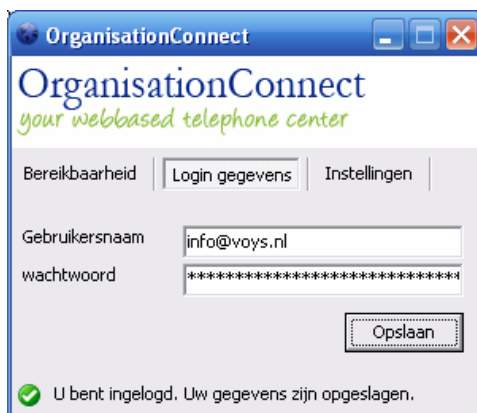 OrganisationConnect
OrganisationConnect
your webbased telephone center
Bereikbaarheid Login gegevens Instellingen
Gebruikersnaam info@voys.nl
wachtwoord ******************************
Opslaan
U bent ingelogd. Uw gegevens zijn opgeslagen.